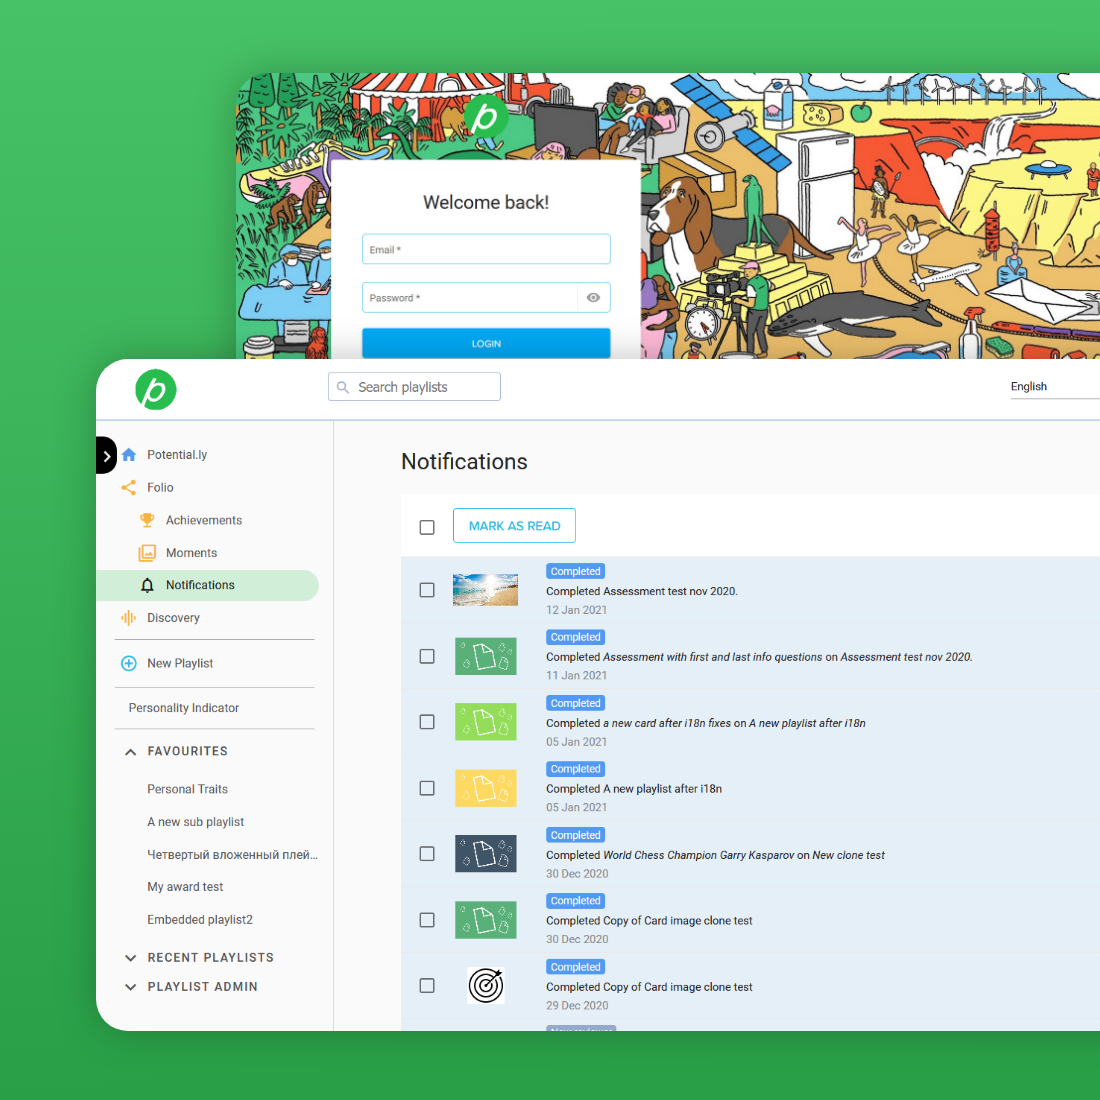 p
Welcome back!
Email *
Password *
LOGIN
p
Search playlists
English
Potential.ly
Folio
Achievements
Moments
Notifications
Discovery
New Playlist
Personality Indicator
FAVOURITES
Personal Traits
A new sub playlist
Четвертый вложенный плей...
My award test
Embedded playlist2
RECENT PLAYLISTS
PLAYLIST ADMIN
Notifications
MARK AS READ
Completed
Completed Assessment test nov 2020.
12 Jan 2021
Completed
Completed Assessment with first and last info questions on Assessment test nov 2020.
11 Jan 2021
Completed
Completed a new card after i18n fixes on A new playlist after i18n
05 Jan 2021
Completed
Completed A new playlist after i18n
05 Jan 2021
Completed
Completed World Chess Champion Garry Kasparov on New clone test
30 Dec 2020
Completed
Completed Copy of Card image clone test
30 Dec 2020
Completed
Completed Copy of Card image clone test
29 Dec 2020